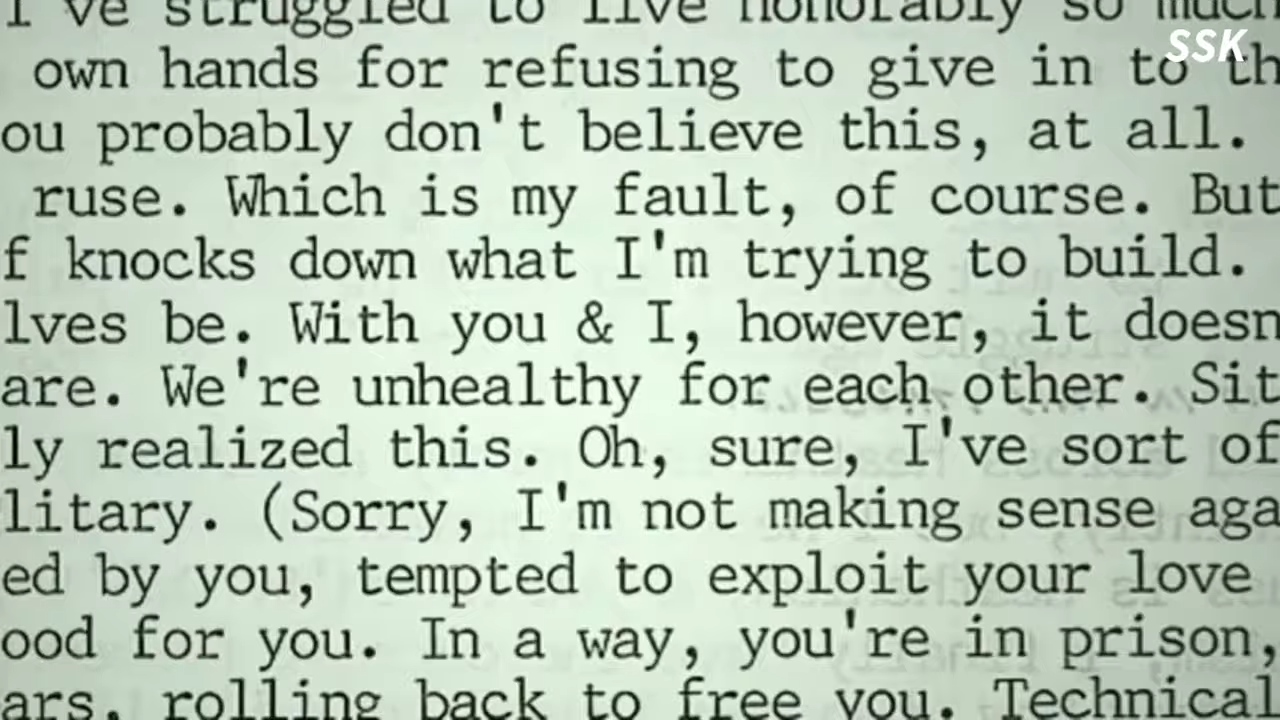 I've struggled to live honorably so much
SSK
own hands for refusing to give in to th
ou probably don't believe this, at all.
ruse. Which is my fault, of course. But
f knocks down what I'm trying to build.
lves be. With you & I, however, it doesn
are. We're unhealthy for each other. Sit
ly realized this. Oh, sure, I've sort of
litary. (Sorry, I'm not making sense aga
ed by you, tempted to exploit your love
ood for you. In a way, you're in prison,
ars, rolling back to free you. Technical